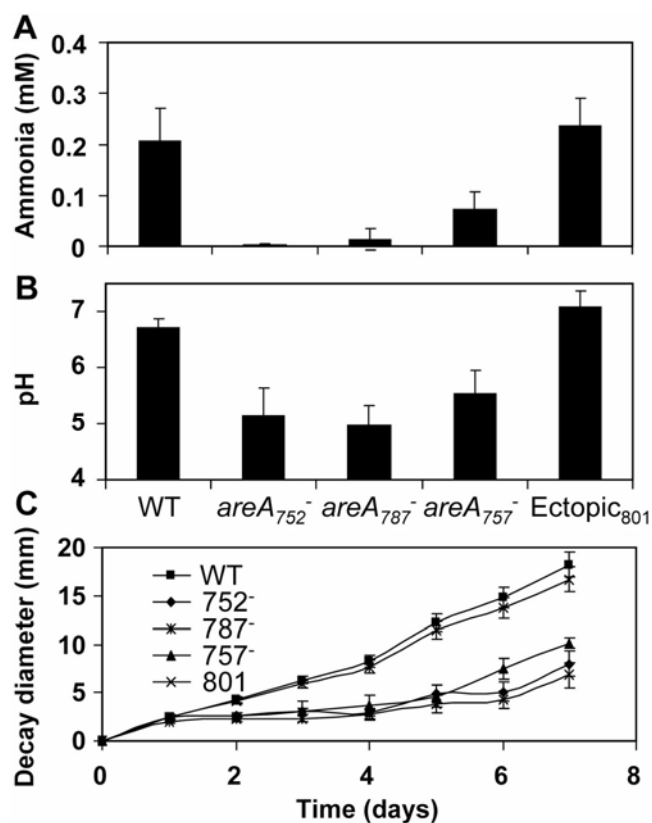 A
Ammonia (mM)
0.4
0.3
0.2
0.1
0
B
pH
7
6
5
4
WT areA752- areA787- areA757- Ectopic801
C
Decay diameter (mm)
20
15
10
5
0
WT
752-
787-
757-
801
0 2 4 6 8
Time (days)